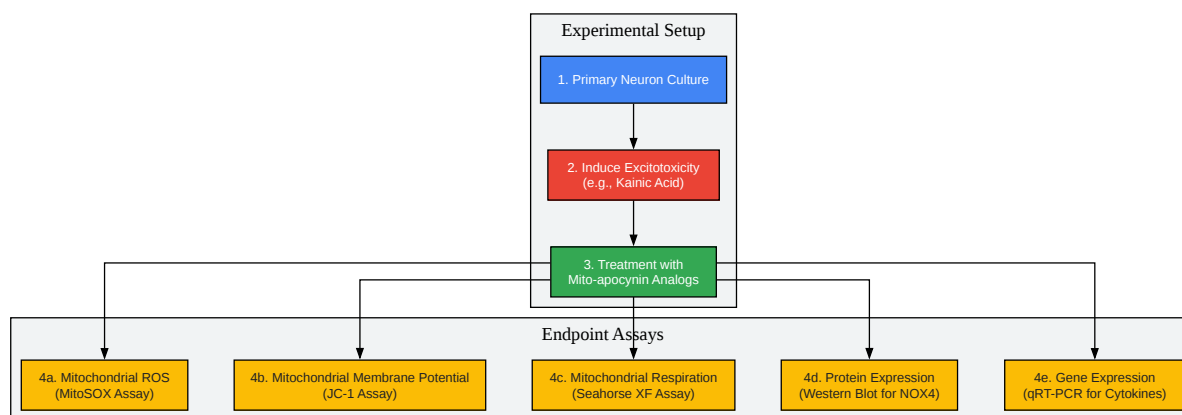 Experimental Setup
1. Primary Neuron Culture
2. Induce Excitotoxicity
(e.g., Kainic Acid)
3. Treatment with
Mito-apocynin Analogs
Endpoint Assays
4a. Mitochondrial ROS
(MitoSOX Assay)
4b. Mitochondrial Membrane Potential
(JC-1 Assay)
4c. Mitochondrial Respiration
(Seahorse XF Assay)
4d. Protein Expression
(Western Blot for NOX4)
4e. Gene Expression
(qRT-PCR for Cytokines)